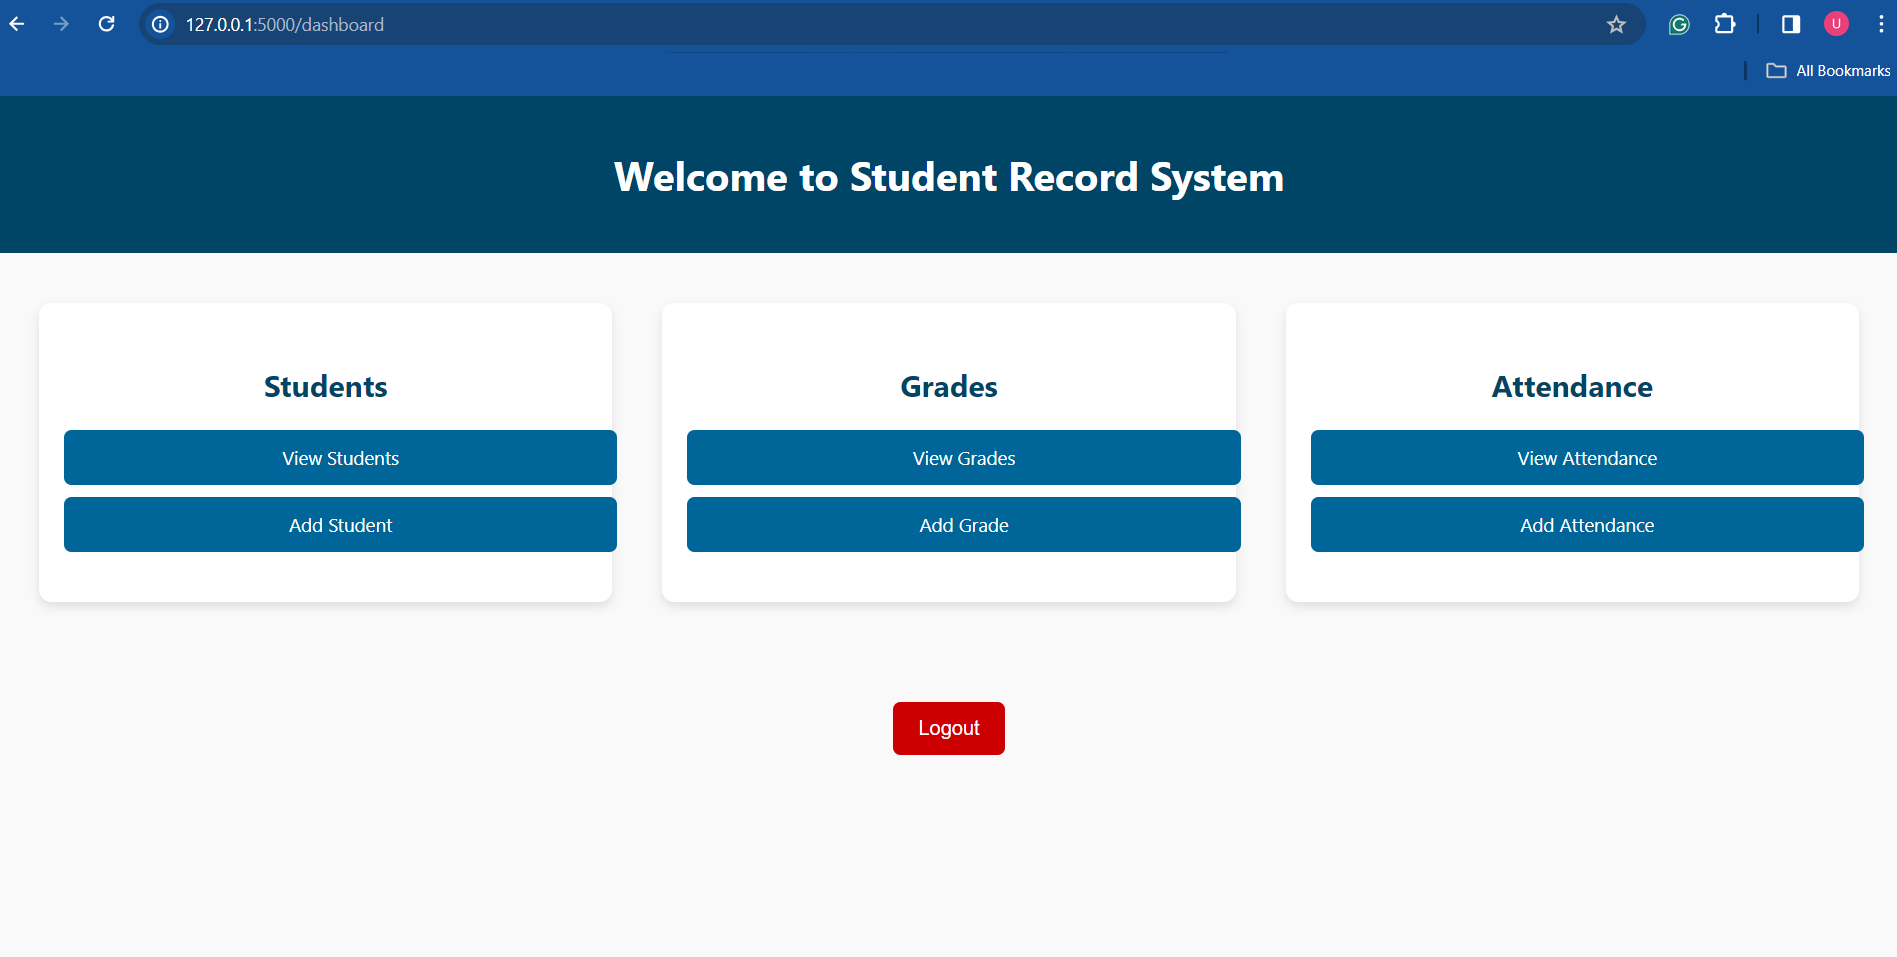 127.0.0.1:5000/dashboard
U
All Bookmarks
Welcome to Student Record System
Students
View Students
Add Student
Grades
View Grades
Add Grade
Attendance
View Attendance
Add Attendance
Logout